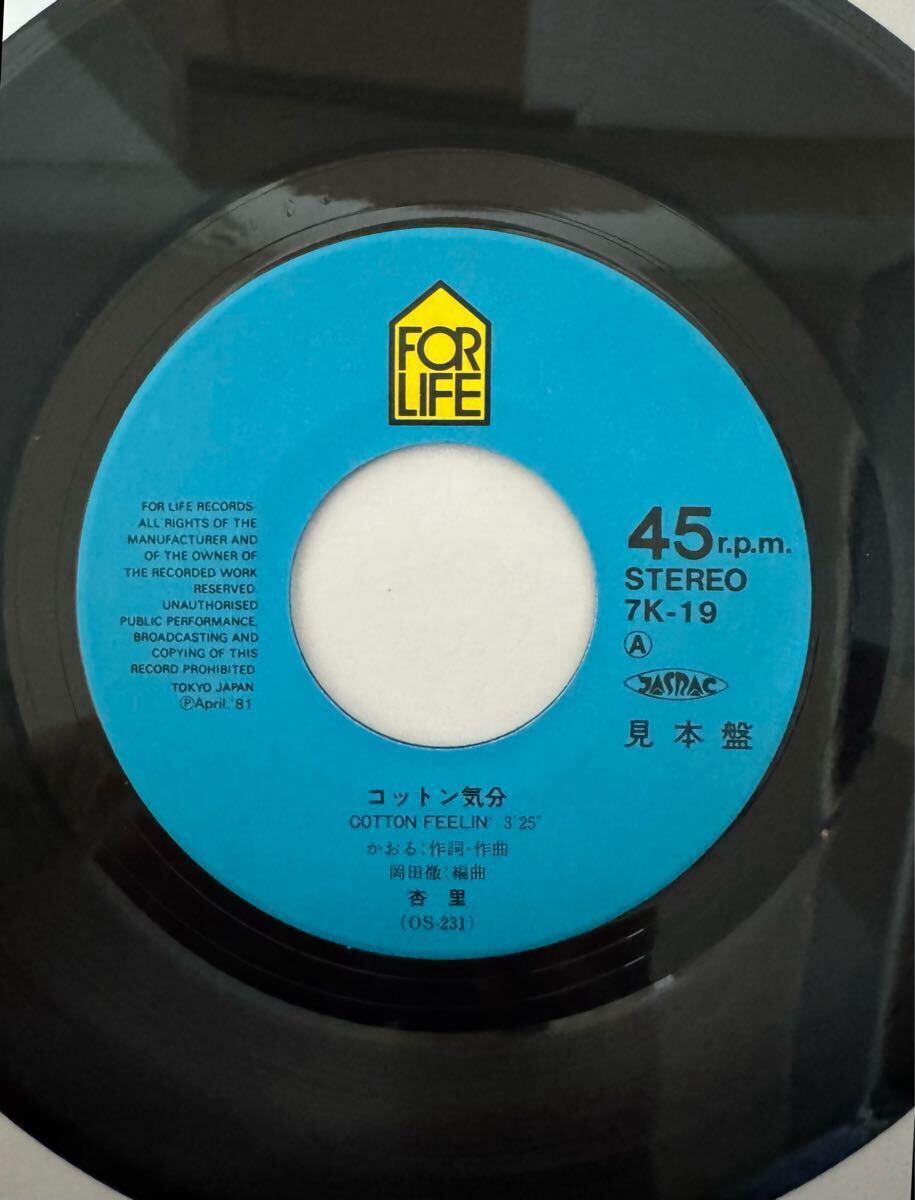 FOR
LIFE
FOR LIFE RECORDS
ALL RIGHTS OF THE
MANUFACTURER AND
OF THE OWNER OF
THE RECORDED WORK
RESERVED
UNAUTHORISED
PUBLIC PERFORMANCE,
BROADCASTING AND
COPYING OF THIS
RECORD PROHIBITED
TOKYO JAPAN
ⓅApril.'81
45r.p.m.
STEREO
7K-19
Ⓐ
JASRAC
見本盤
コットン気分
COTTON FEELIN' 3'25"
かおる:作詞・作曲
岡田徹:編曲
杏里
(OS-231)